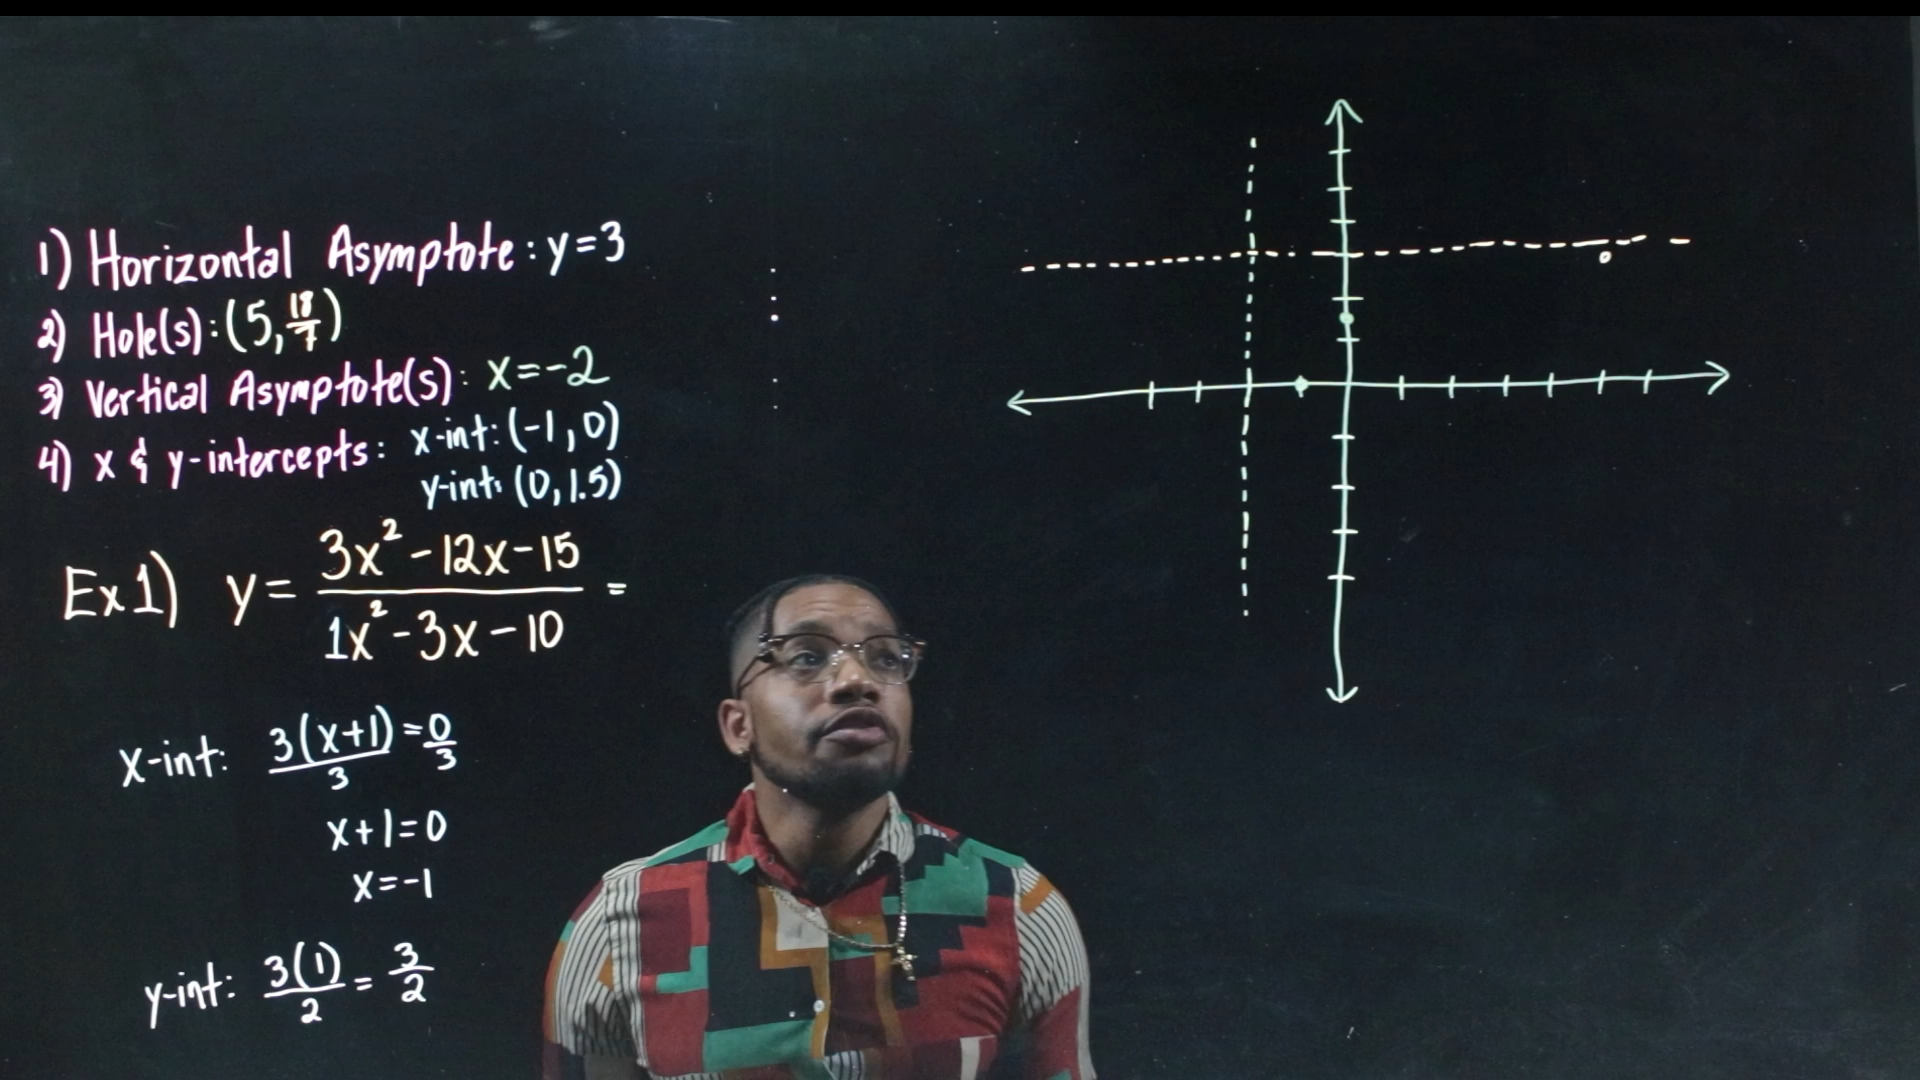 1) Horizontal Asymptote: y=3
2) Hole(s): (5, 18/7)
3) Vertical Asymptote(s): x=-2
4) x & y-intercepts: x-int: (-1, 0)
y-int: (0, 1.5)
Ex 1) y = (3x² - 12x - 15)/(1x² - 3x - 10) =
x-int: 3(x+1)/3 = 0/3
x+1=0
x=-1
y-int: 3(1)/2 = 3/2